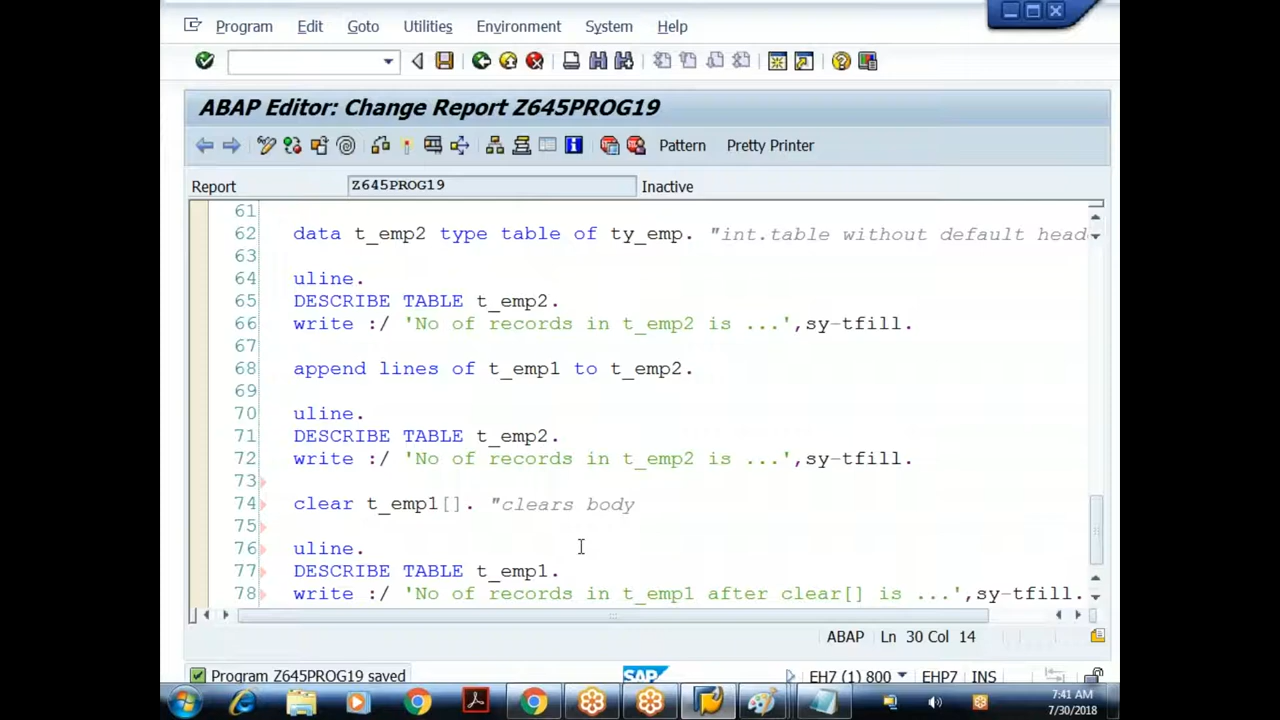 Program Edit Goto Utilities Environment System Help
ABAP Editor: Change Report Z645PROG19
Pattern Pretty Printer
Report Z645PROG19 Inactive
61
62 data t_emp2 type table of ty_emp. "int.table without default head
63
64 uline.
65 DESCRIBE TABLE t_emp2.
66 write :/ 'No of records in t_emp2 is ...',sy-tfill.
67
68 append lines of t_emp1 to t_emp2.
69
70 uline.
71 DESCRIBE TABLE t_emp2.
72 write :/ 'No of records in t_emp2 is ...',sy-tfill.
73
74 clear t_emp1[]. "clears body
75
76 uline.
77 DESCRIBE TABLE t_emp1.
78 write :/ 'No of records in t_emp1 after clear[] is ...',sy-tfill.
ABAP Ln 30 Col 14
Program Z645PROG19 saved SAP EH7 (1) 800 EHP7 INS
7:41 AM
7/30/2018